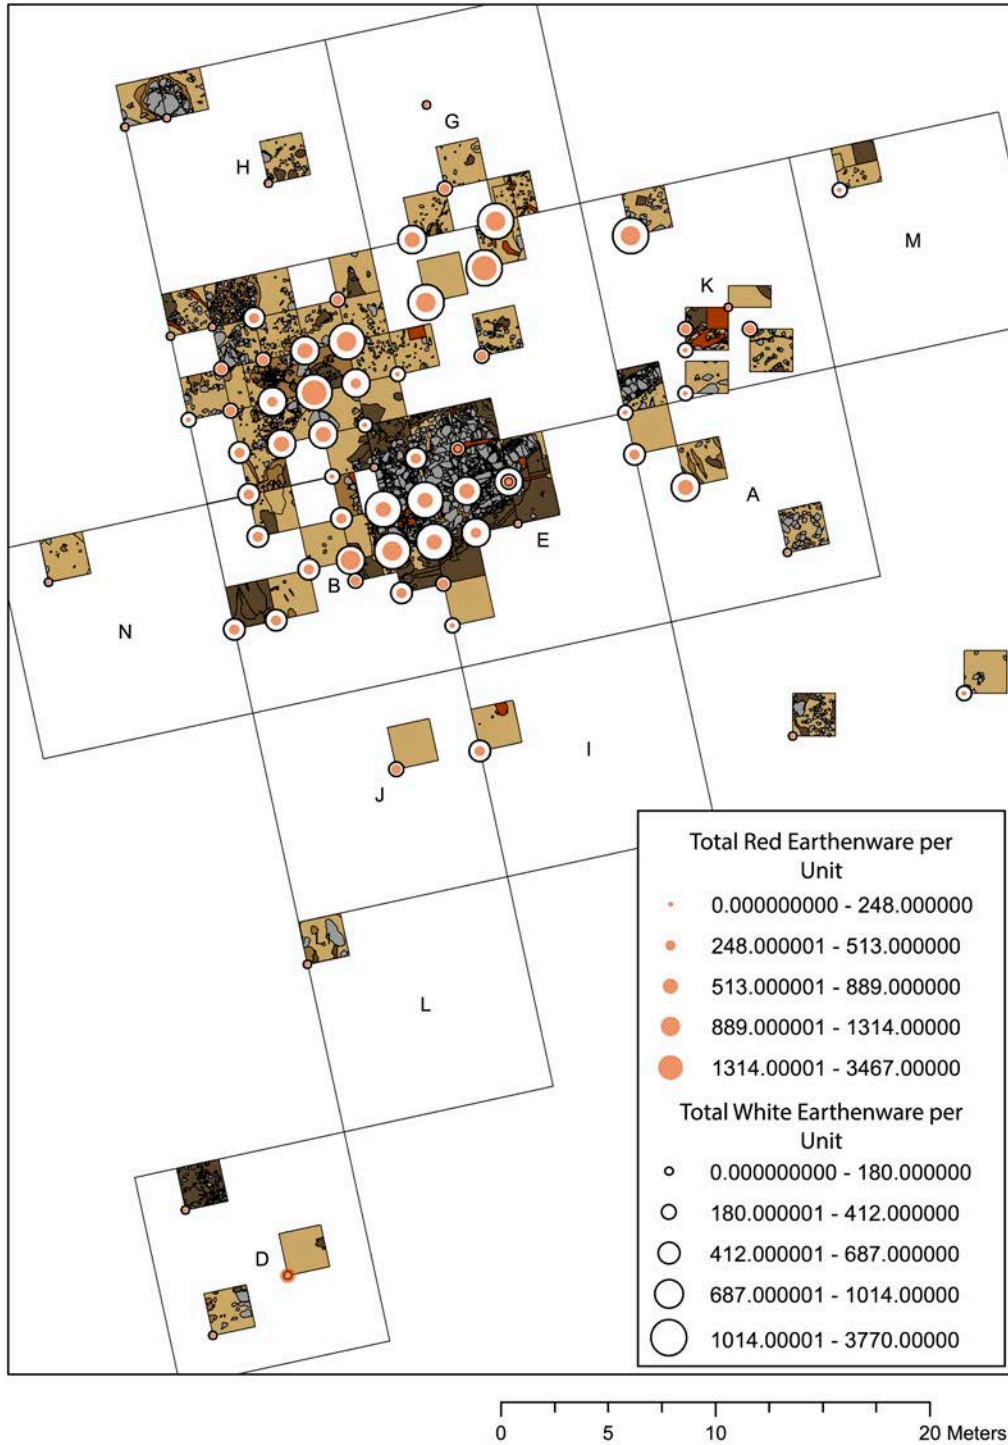 G
H
M
K
A
E
B
N
I
J
L
D
Total Red Earthenware per
Unit
0.000000000 - 248.000000
248.000001 - 513.000000
513.000001 - 889.000000
889.000001 - 1314.00000
1314.00001 - 3467.00000
Total White Earthenware per
Unit
0.000000000 - 180.000000
180.000001 - 412.000000
412.000001 - 687.000000
687.000001 - 1014.00000
1014.00001 - 3770.00000
0 5 10 20 Meters